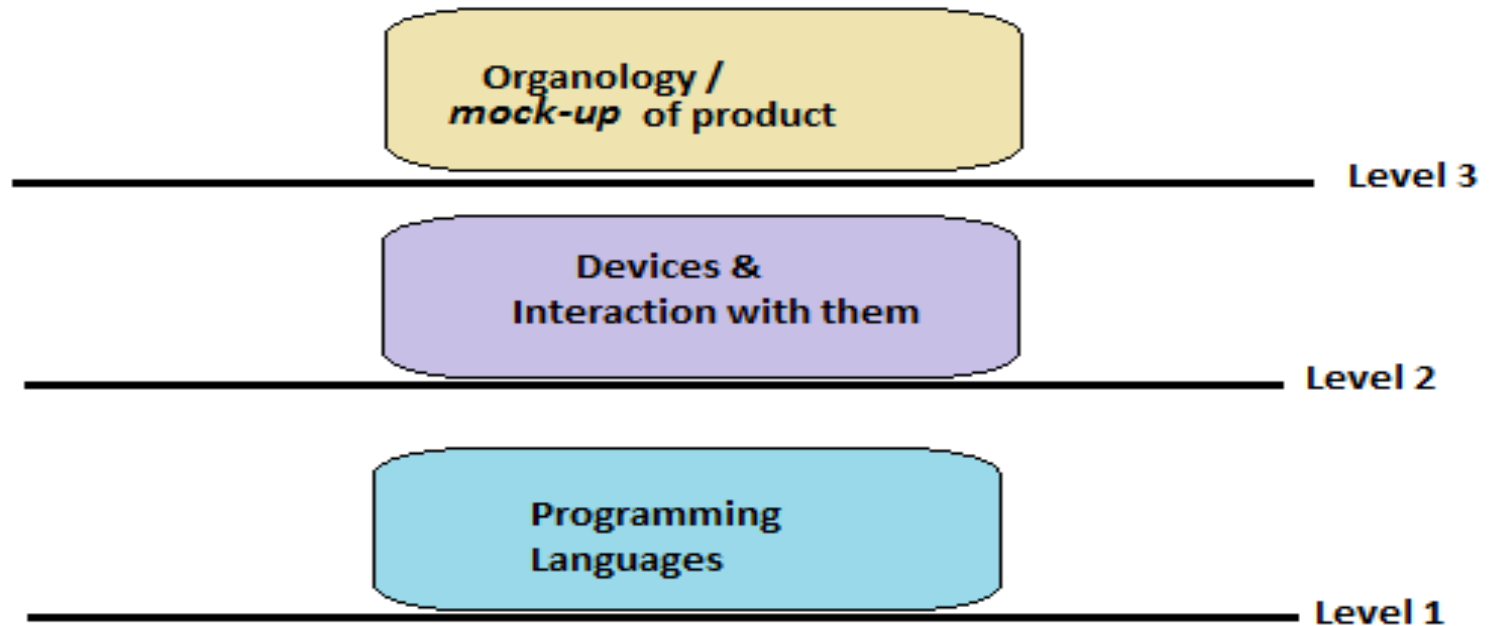 Organology /
mock-up of product
Level 3
Devices &
Interaction with them
Level 2
Programming
Languages
Level 1